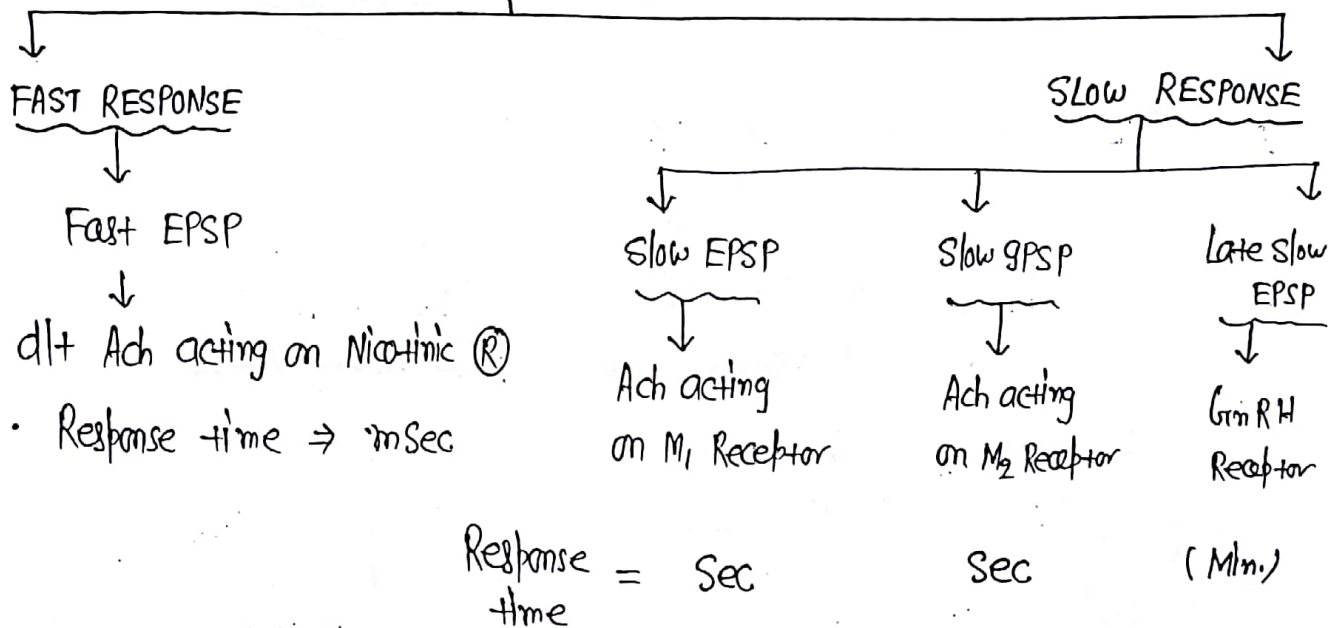 FAST RESPONSE
Fast EPSP
d/t Ach acting on Nicotinic Ⓡ
• Response time ⇒ mSec
SLOW RESPONSE
Slow EPSP
Ach acting
on M₁ Receptor
Slow IPSP
Ach acting
on M₂ Receptor
Late slow
EPSP
GnRH
Receptor
Response time = Sec Sec (Min.)